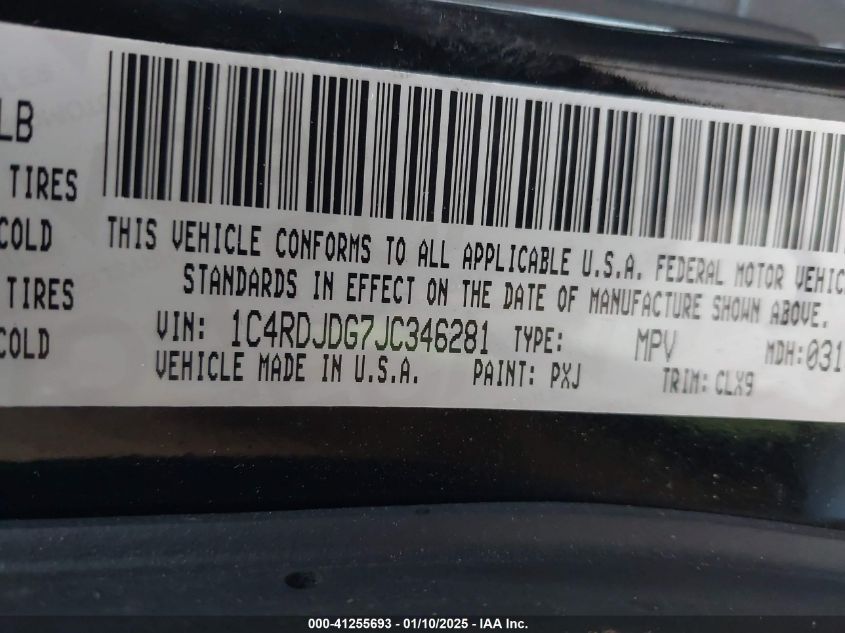 LB
TIRES
COLD
TIRES
COLD
THIS VEHICLE CONFORMS TO ALL APPLICABLE U.S.A. FEDERAL MOTOR VEHIC
STANDARDS IN EFFECT ON THE DATE OF MANUFACTURE SHOWN ABOVE.
VIN: 1C4RDJDG7JC346281 TYPE: MPV MDH:031
VEHICLE MADE IN U.S.A. PAINT: PXJ TRIM: CLX9
000-41255693 - 01/10/2025 - IAA Inc.